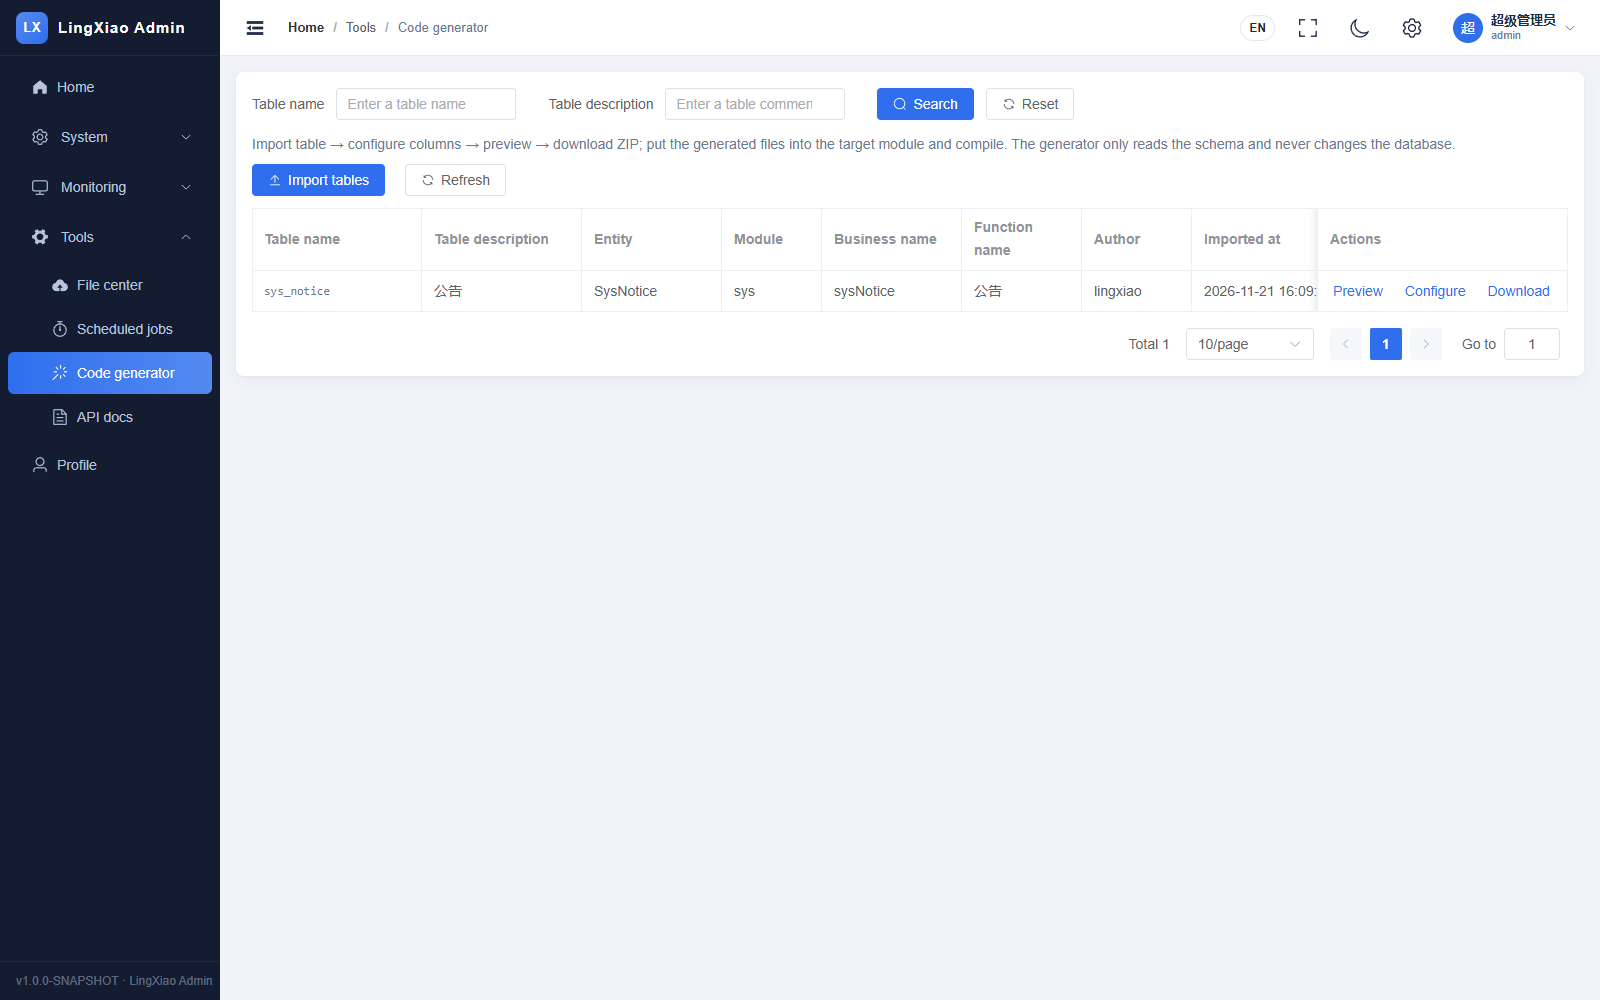 LX LingXiao Admin
Home / Tools / Code generator
EN
超 超级管理员
admin
Home
System
Monitoring
Tools
File center
Scheduled jobs
Code generator
API docs
Profile
v1.0.0-SNAPSHOT · LingXiao Admin
Table name Enter a table name Table description Enter a table commen Search Reset
Import table → configure columns → preview → download ZIP; put the generated files into the target module and compile. The generator only reads the schema and never changes the database.
Import tables Refresh
Table name Table description Entity Module Business name Function name Author Imported at Actions
sys_notice 公告 SysNotice sys sysNotice 公告 lingxiao 2026-11-21 16:09: Preview Configure Download
Total 1 10/page 1 Go to 1